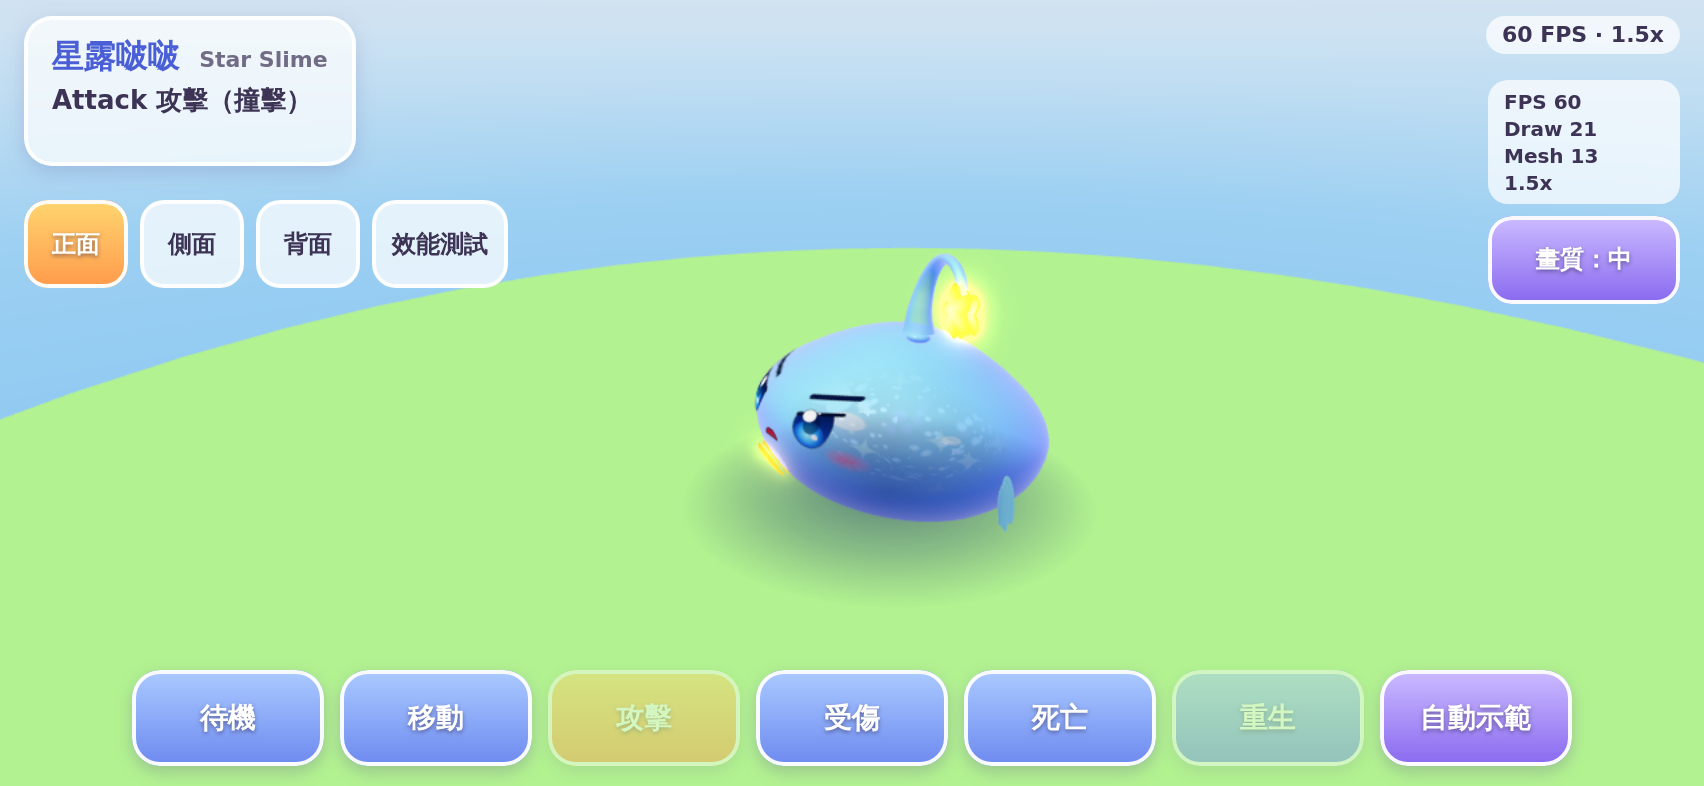 星露啵啵 Star Slime
Attack 攻擊（撞擊）
60 FPS · 1.5x
FPS 60
Draw 21
Mesh 13
1.5x
正面 側面 背面 效能測試
畫質：中
待機 移動 攻擊 受傷 死亡 重生 自動示範